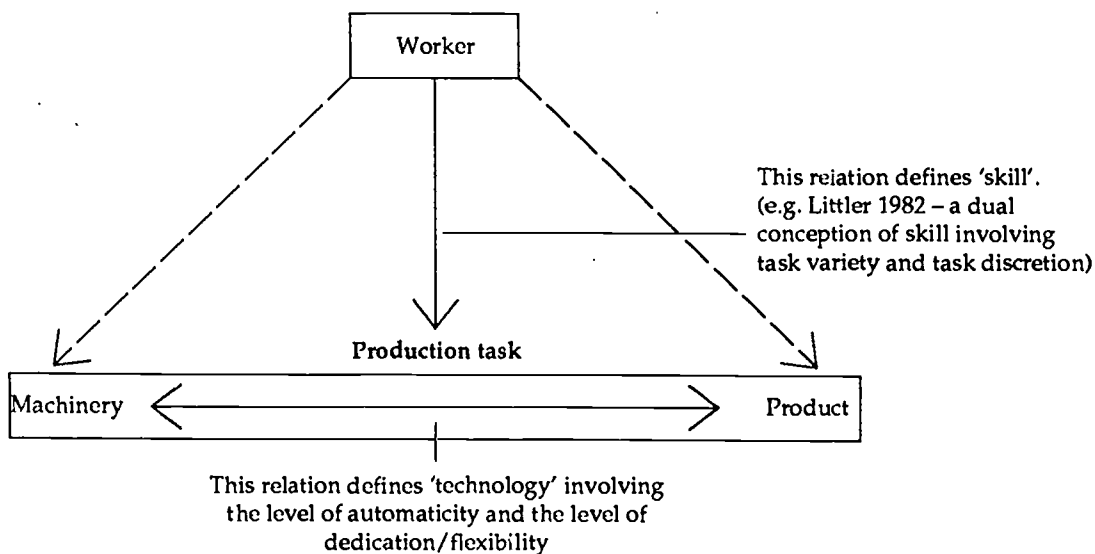 Worker
This relation defines 'skill'.
(e.g. Littler 1982 – a dual
conception of skill involving
task variety and task discretion)
Production task
Machinery
Product
This relation defines 'technology' involving
the level of automaticity and the level of
dedication/flexibility